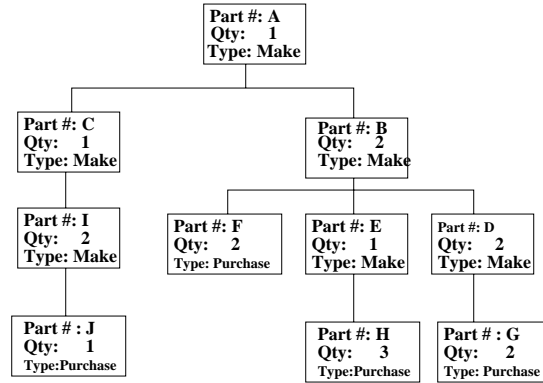 Part #: A
Qty: 1
Type: Make
Part #: C
Qty: 1
Type: Make
Part #: B
Qty: 2
Type: Make
Part #: I
Qty: 2
Type: Make
Part #: F
Qty: 2
Type: Purchase
Part #: E
Qty: 1
Type: Make
Part #: D
Qty: 2
Type: Make
Part # : J
Qty: 1
Type:Purchase
Part #: H
Qty: 3
Type:Purchase
Part # : G
Qty: 2
Type: Purchase